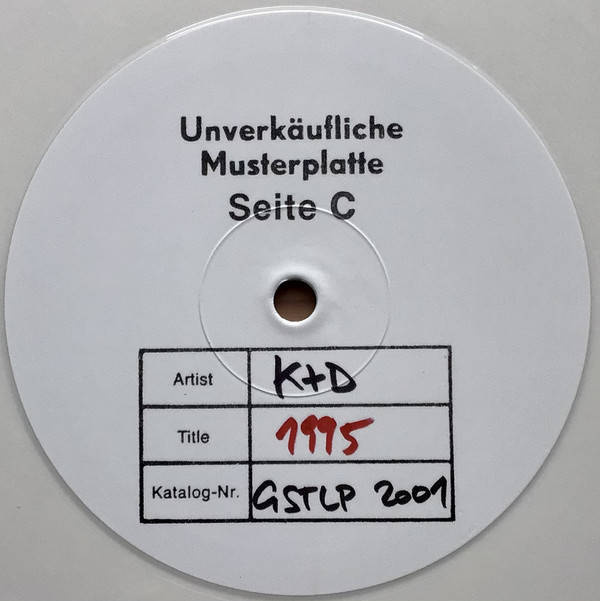 Unverkäufliche
Musterplatte
Seite C
Artist K+D
Title 1995
Katalog-Nr. GSTLP 2001